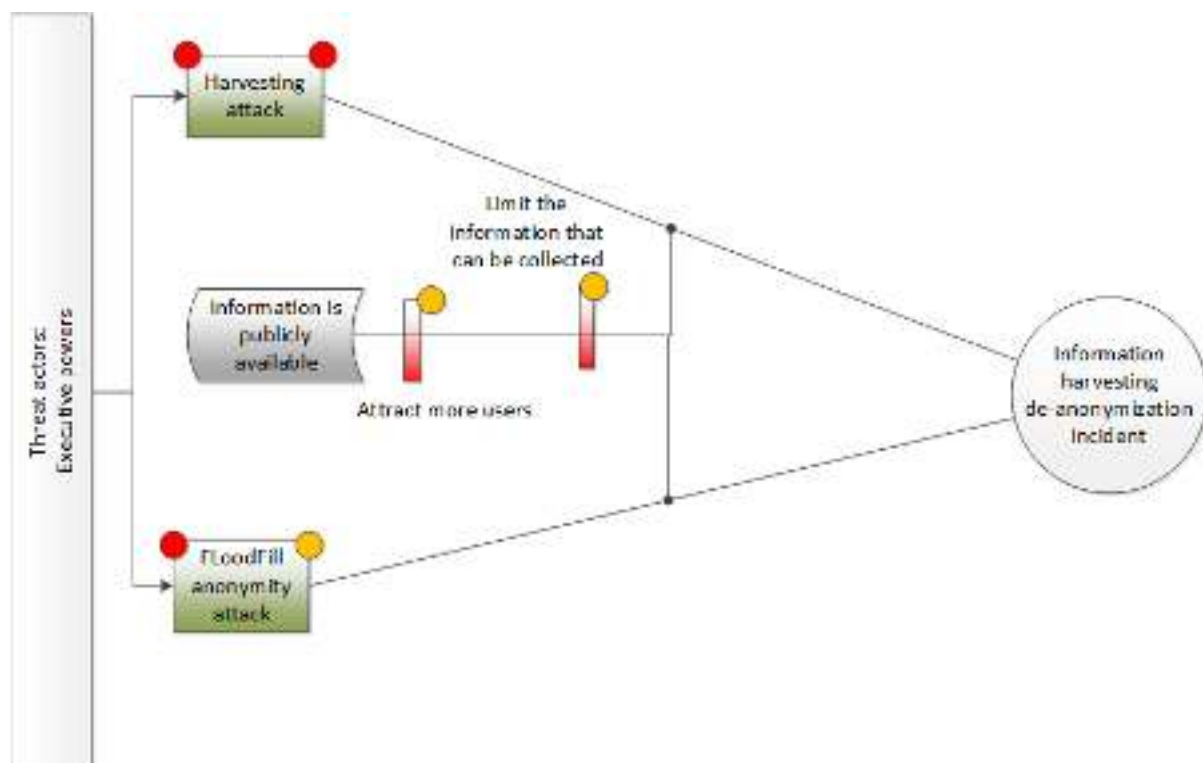 Threat actors:
Executive powers
Harvesting
attack
Limit the
information that
can be collected
Information is
publicly
available
Attract more users
Information
harvesting
de-anonymization
incident
FLoodFill
anonymity
attack